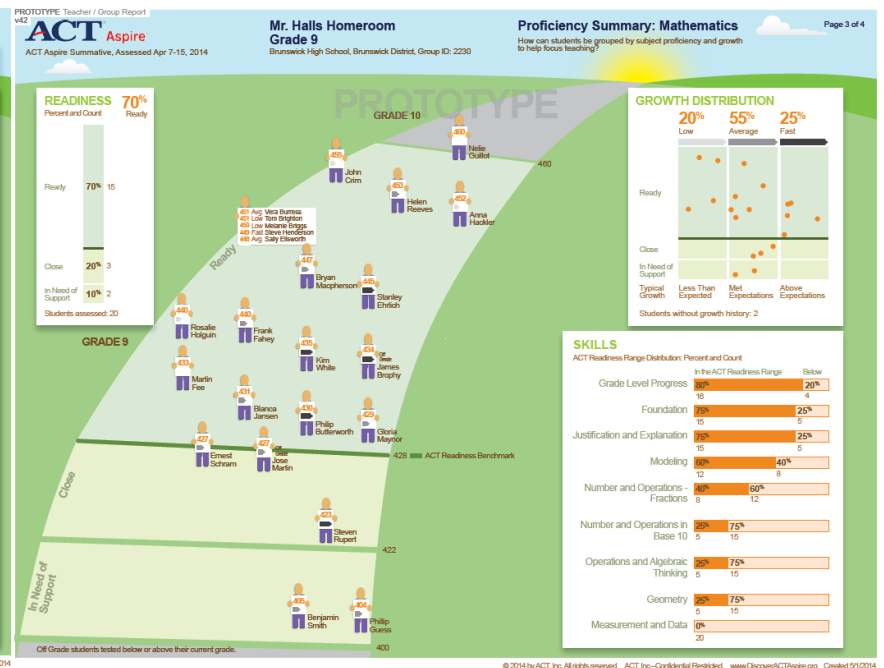 PROTOTYPE Teacher / Group Report
v42
ACT Aspire
ACT Aspire Summative, Assessed Apr 7-15, 2014
Mr. Halls Homeroom
Grade 9
Brunswick High School, Brunswick District, Group ID: 2230
Proficiency Summary: Mathematics
How can students be grouped by subject proficiency and growth
to help focus teaching?
Page 3 of 4
READINESS 70%
Percent and Count Ready
Ready 70% 15
Close 20% 3
In Need of
Support 10% 2
Students assessed: 20
PROTOTYPE
GRADE 10
460
Nelie
Guillot
460
455
John
Crim
453
Helen
Reeves
452
Anna
Hackler
451 Avg Vera Burress
451 Low Tom Brighton
450 Low Melanie Briggs
449 Fast Steve Henderson
448 Avg Sally Ellsworth
Ready
447
Bryan
Macpherson
445
Stanley
Ehrlich
440
Rosalie
Holguin
440
Frank
Fahey
GRADE 9
435
Kim
White
434
Off
Grade
James
Brophy
433
Martin
Fee
431
Blanca
Jansen
430
Philip
Butterworth
429
Gloria
Maynor
427
Ernest
Schram
427
Off
Grade
Jose
Martin
428 ACT Readiness Benchmark
Close
423
Steven
Rupert
422
In Need of
Support
405
Benjamin
Smith
404
Phillip
Guess
400
Off Grade students tested below or above their current grade.
GROWTH DISTRIBUTION
20% 55% 25%
Low Average Fast
Ready
Close
In Need of
Support
Typical
Growth
Less Than
Expected
Met
Expectations
Above
Expectations
Students without growth history: 2
SKILLS
ACT Readiness Range Distribution: Percent and Count
In the ACT Readiness Range Below
Grade Level Progress 80% 20%
16 4
Foundation 75% 25%
15 5
Justification and Explanation 75% 25%
15 5
Modeling 60% 40%
12 8
Number and Operations -
Fractions
40% 60%
8 12
Number and Operations in
Base 10
25% 75%
5 15
Operations and Algebraic
Thinking
25% 75%
5 15
Geometry 25% 75%
5 15
Measurement and Data 0%
20
2014
© 2014 by ACT, Inc. All rights reserved. ACT, Inc.–Confidential Restricted. www.DiscoverACTAspire.org Created 5/1/2014